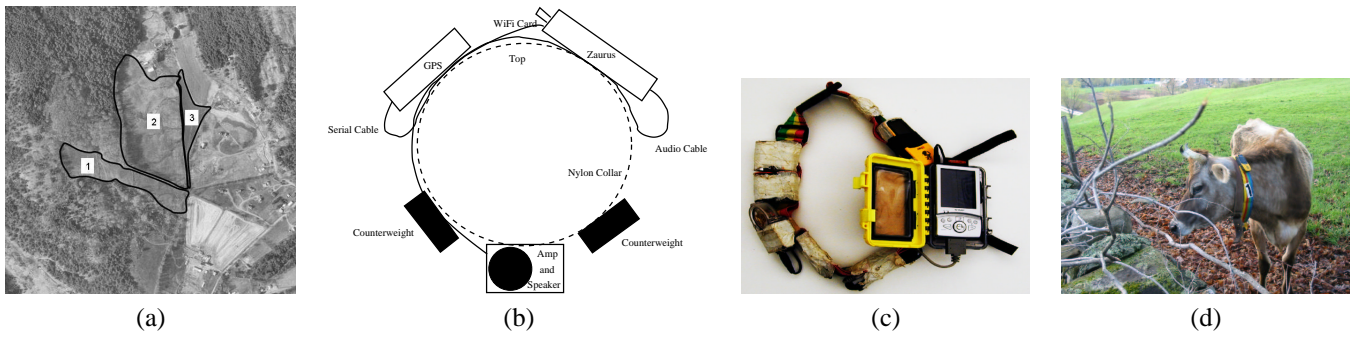 1
2
3
WiFi Card
GPS
Top
Zaurus
Serial Cable
Audio Cable
Nylon Collar
Counterweight
Counterweight
Amp
and
Speaker
(a)
(b)
(c)
(d)